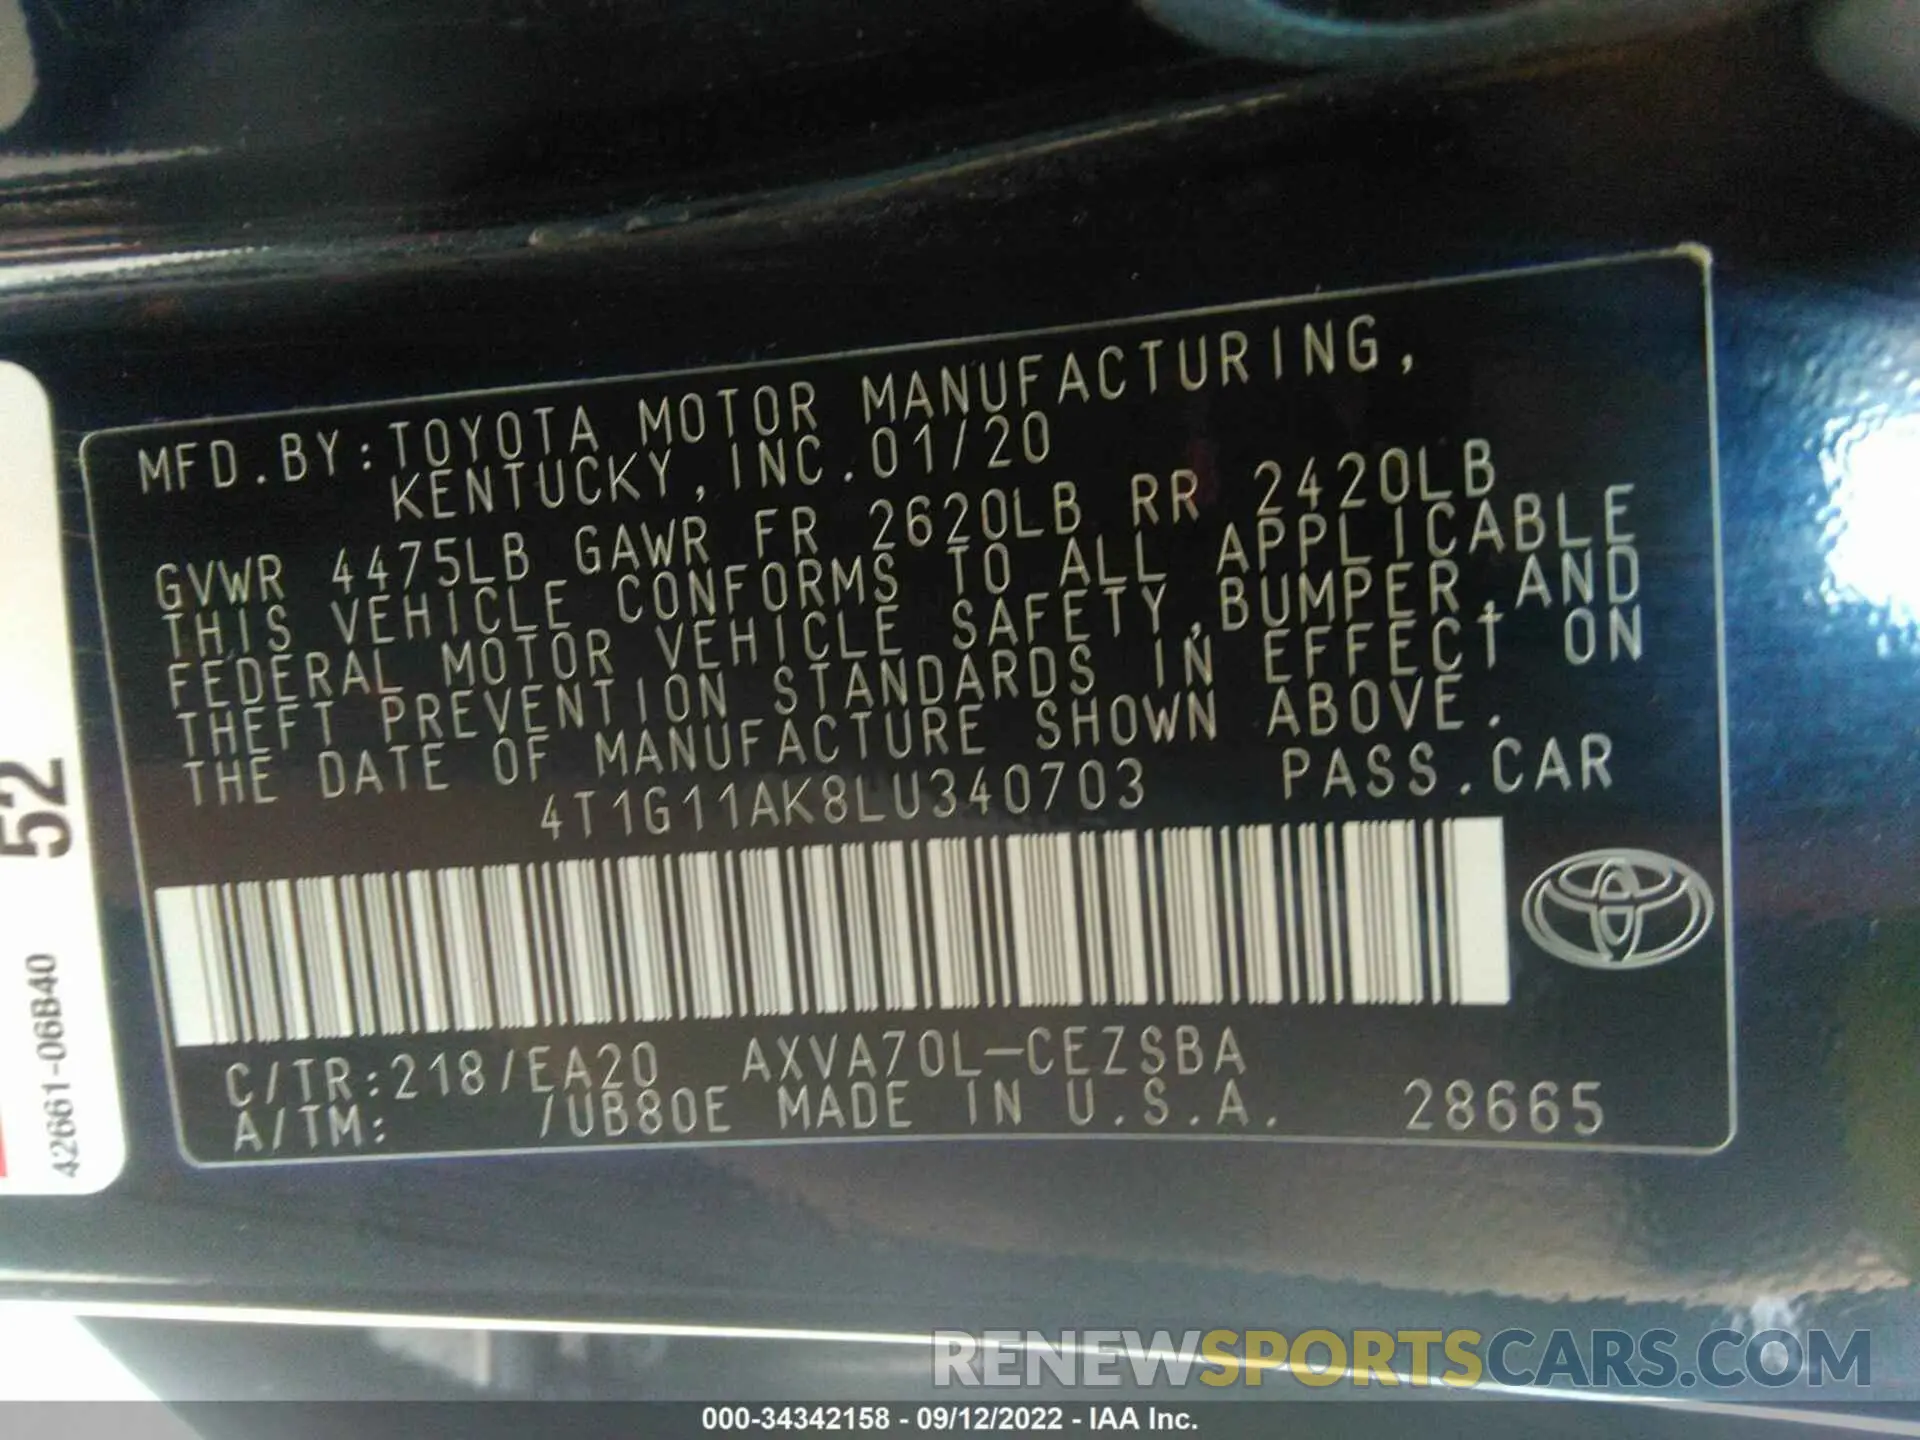 MFD.BY:TOYOTA MOTOR MANUFACTURING,
KENTUCKY,INC.01/20
GVWR 4475LB GAWR FR 2620LB RR 2420LB
THIS VEHICLE CONFORMS TO ALL APPLICABLE
FEDERAL MOTOR VEHICLE SAFETY,BUMPER,AND
THEFT PREVENTION STANDARDS IN EFFECT ON
THE DATE OF MANUFACTURE SHOWN ABOVE.
4T1G11AK8LU340703 PASS.CAR
C/TR:218/EA20 AXVA70L-CEZSBA
A/TM: /UB80E MADE IN U.S.A. 28665
52
42661-06B40
RENEWSPORTSCARS.COM
000-34342158 - 09/12/2022 - IAA Inc.